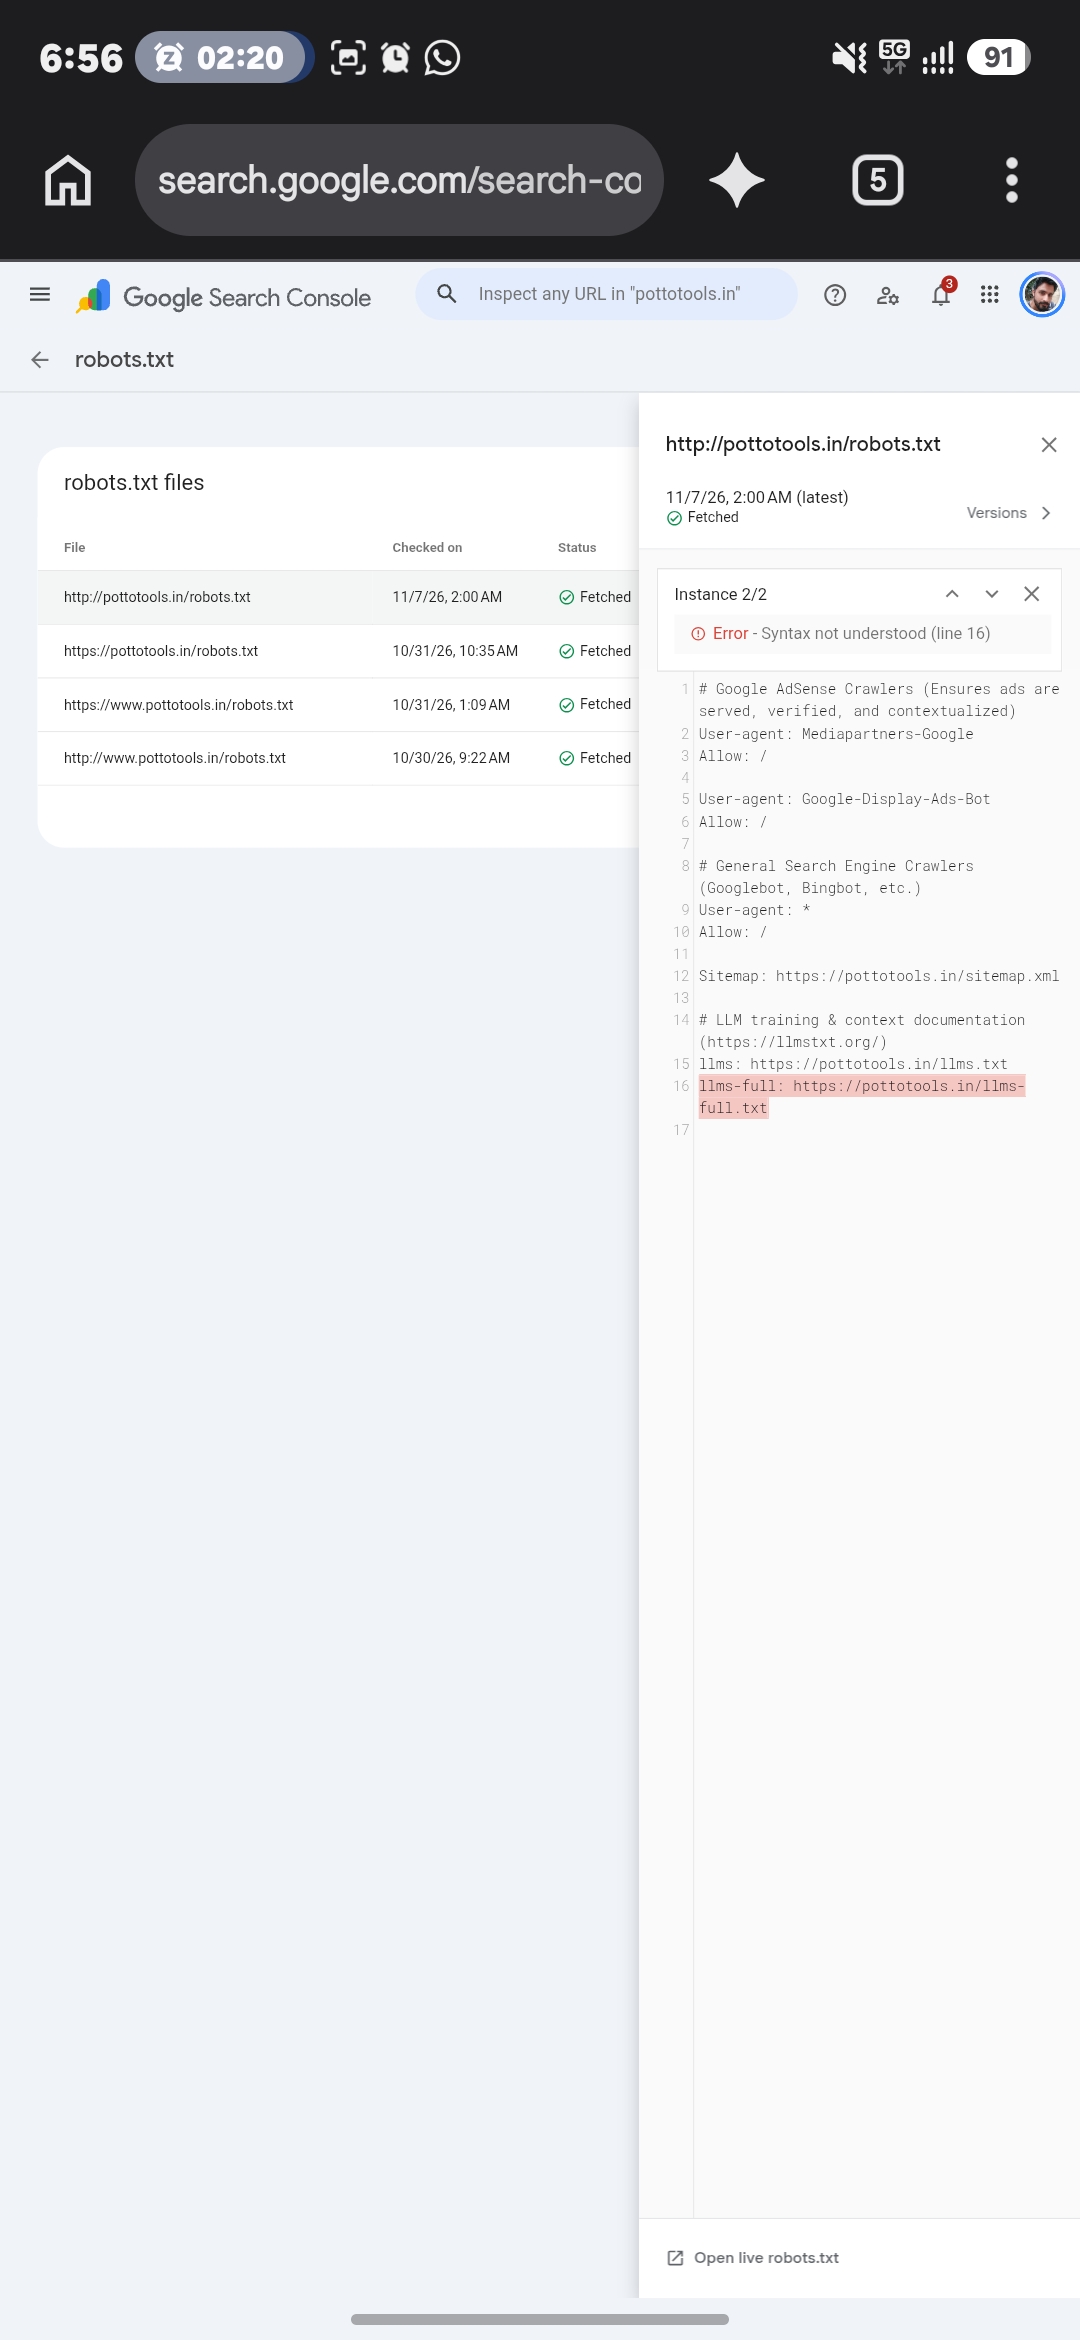 6:56 02:20 5G 91
search.google.com/search-co 5
Google Search Console Inspect any URL in "pottotools.in" 3
robots.txt
robots.txt files
File Checked on Status
http://pottotools.in/robots.txt 11/7/26, 2:00 AM Fetched
https://pottotools.in/robots.txt 10/31/26, 10:35 AM Fetched
https://www.pottotools.in/robots.txt 10/31/26, 1:09 AM Fetched
http://www.pottotools.in/robots.txt 10/30/26, 9:22 AM Fetched
http://pottotools.in/robots.txt
11/7/26, 2:00 AM (latest)
Fetched
Versions
Instance 2/2
Error - Syntax not understood (line 16)
1 # Google AdSense Crawlers (Ensures ads are
served, verified, and contextualized)
2 User-agent: Mediapartners-Google
3 Allow: /
4
5 User-agent: Google-Display-Ads-Bot
6 Allow: /
7
8 # General Search Engine Crawlers
(Googlebot, Bingbot, etc.)
9 User-agent: *
10 Allow: /
11
12 Sitemap: https://pottotools.in/sitemap.xml
13
14 # LLM training & context documentation
(https://llmstxt.org/)
15 llms: https://pottotools.in/llms.txt
16 llms-full: https://pottotools.in/llms-
full.txt
17
Open live robots.txt